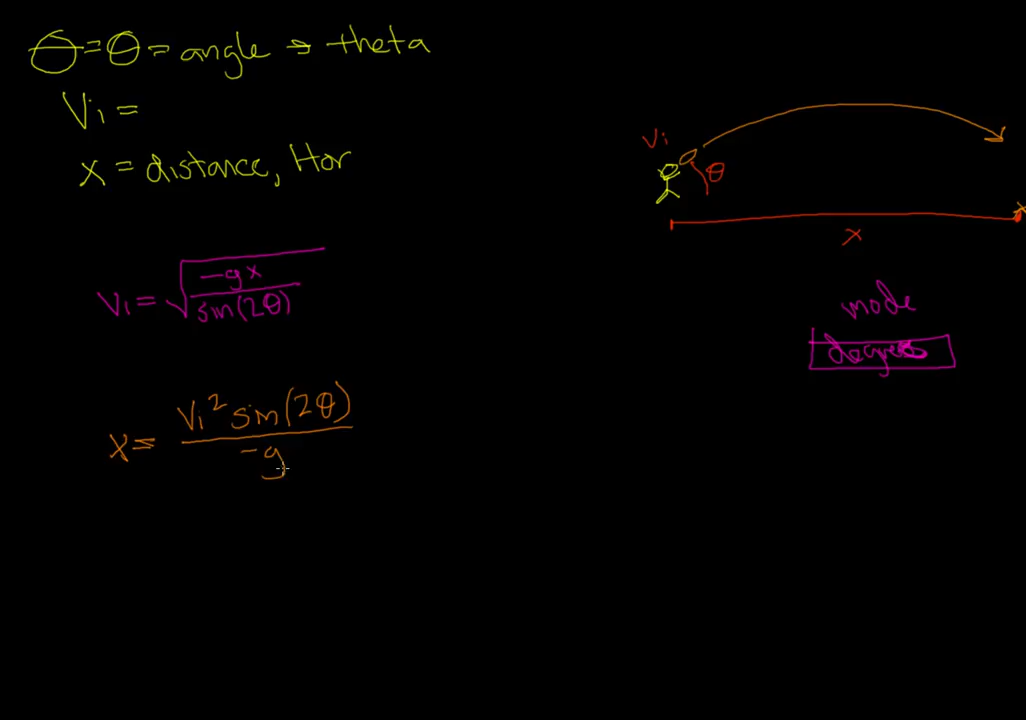 θ = θ = angle → theta
Vi =
x = distance, Hor
Vi
θ
x
x
Vi = √(-gx / sin(2θ))
mode
degrees
x = Vi² sin(2θ) / -g